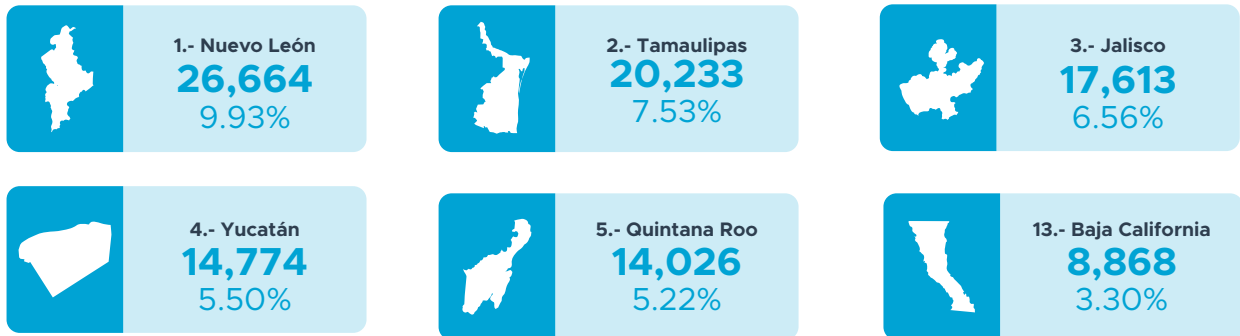 1.- Nuevo León
26,664
9.93%
2.- Tamaulipas
20,233
7.53%
3.- Jalisco
17,613
6.56%
4.- Yucatán
14,774
5.50%
5.- Quintana Roo
14,026
5.22%
13.- Baja California
8,868
3.30%